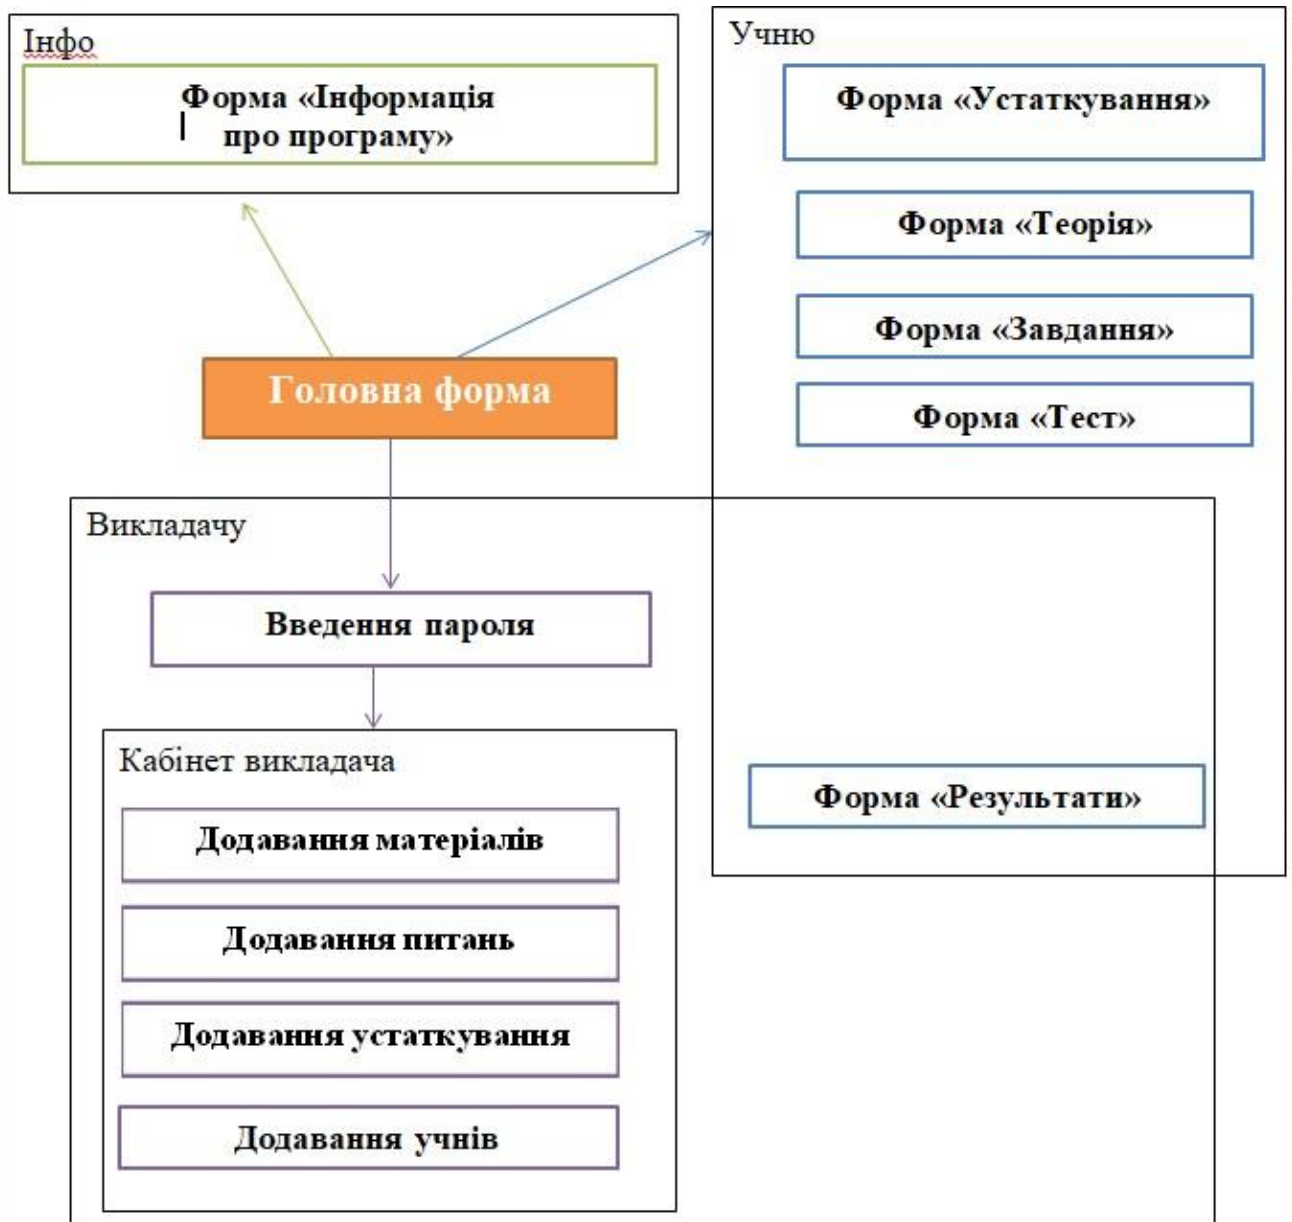 Інфо
Форма «Інформація
про програму»
Учню
Форма «Устаткування»
Форма «Теорія»
Форма «Завдання»
Форма «Тест»
Головна форма
Викладачу
Введення пароля
Кабінет викладача
Додавання матеріалів
Додавання питань
Додавання устаткування
Додавання учнів
Форма «Результати»